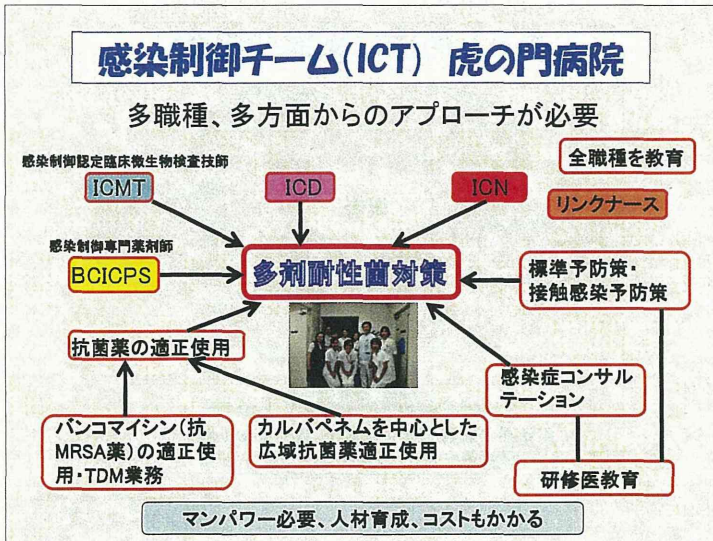 感染制御チーム(ICT) 虎の門病院
多職種、多方面からのアプローチが必要
感染制御認定臨床微生物検査技師
ICMT
ICD
ICN
全職種を教育
リンクナース
感染制御専門薬剤師
BCICPS
多剤耐性菌対策
標準予防策・
接触感染予防策
抗菌薬の適正使用
感染症コンサル
テーション
バンコマイシン(抗
MRSA薬)の適正使
用・TDM業務
カルバペネムを中心とした
広域抗菌薬適正使用
研修医教育
マンパワー必要、人材育成、コストもかかる